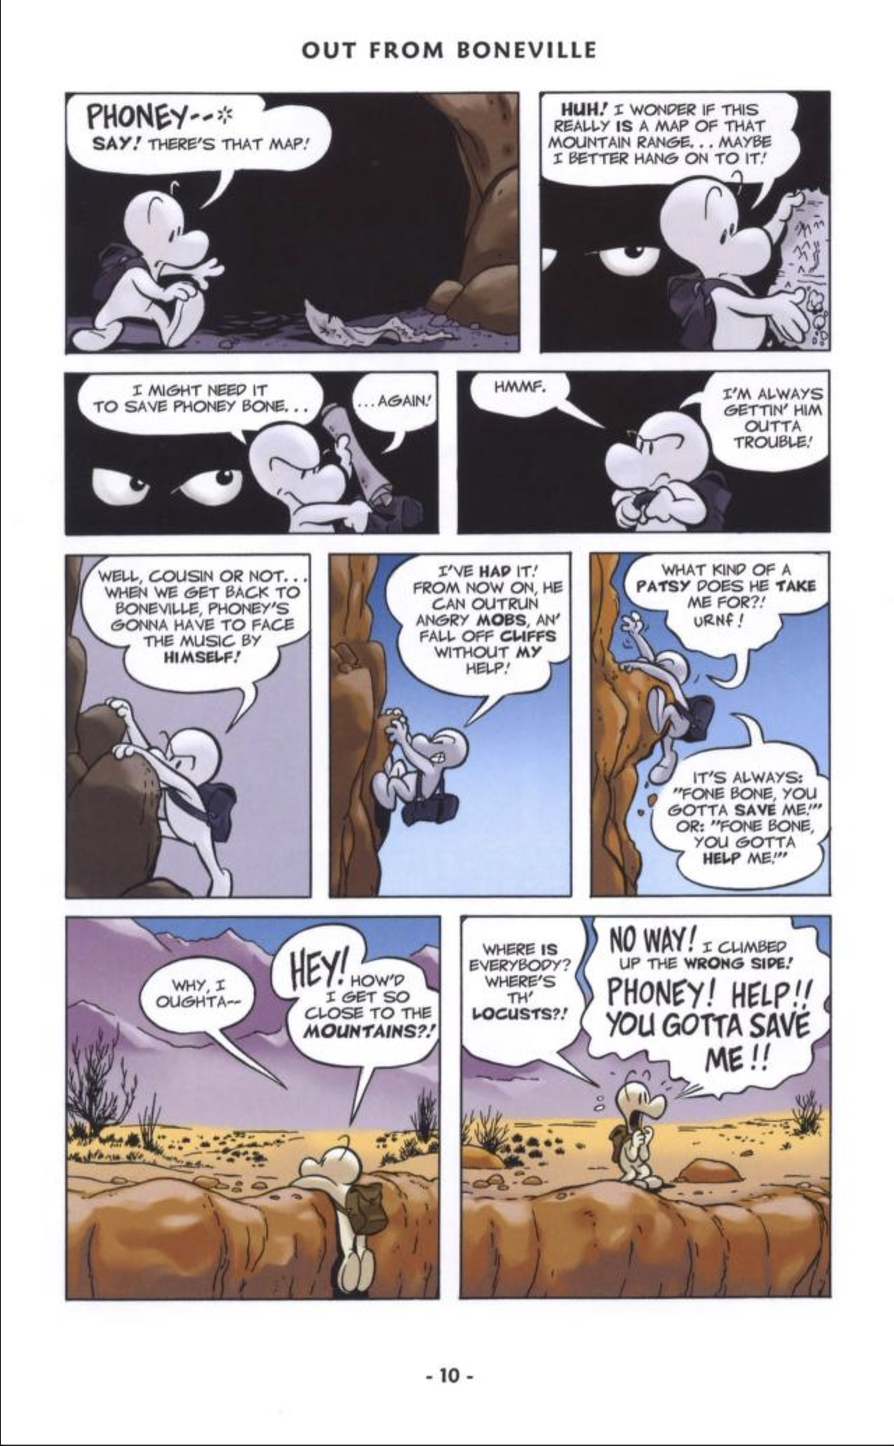 OUT FROM BONEVILLE
PHONEY--*
SAY! THERE'S THAT MAP!
HUH! I WONDER IF THIS
REALLY IS A MAP OF THAT
MOUNTAIN RANGE... MAYBE
I BETTER HANG ON TO IT!
I MIGHT NEED IT
TO SAVE PHONEY BONE...
...AGAIN!
HMMF.
I'M ALWAYS
GETTIN' HIM
OUTTA
TROUBLE!
WELL, COUSIN OR NOT...
WHEN WE GET BACK TO
BONEVILLE, PHONEY'S
GONNA HAVE TO FACE
THE MUSIC BY
HIMSELF!
I'VE HAD IT!
FROM NOW ON, HE
CAN OUTRUN
ANGRY MOBS, AN'
FALL OFF CLIFFS
WITHOUT MY
HELP!
WHAT KIND OF A
PATSY DOES HE TAKE
ME FOR?!
URNf!
IT'S ALWAYS:
"FONE BONE, YOU
GOTTA SAVE ME!"
OR: "FONE BONE,
YOU GOTTA
HELP ME!"
WHY, I
OUGHTA--
HEY! HOW'D
I GET SO
CLOSE TO THE
MOUNTAINS?!
WHERE IS
EVERYBODY?
WHERE'S
TH'
LOCUSTS?!
NO WAY! I CLIMBED
UP THE WRONG SIDE!
PHONEY! HELP!!
YOU GOTTA SAVE
ME!!
- 10 -